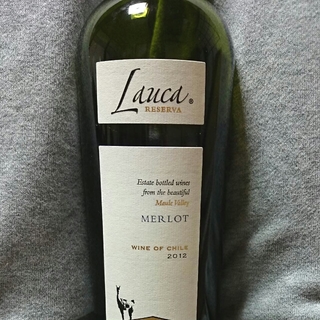 Lauca®
RESERVA
Estate bottled wines
from the beautiful
Maule Valley
MERLOT
WINE OF CHILE
2012